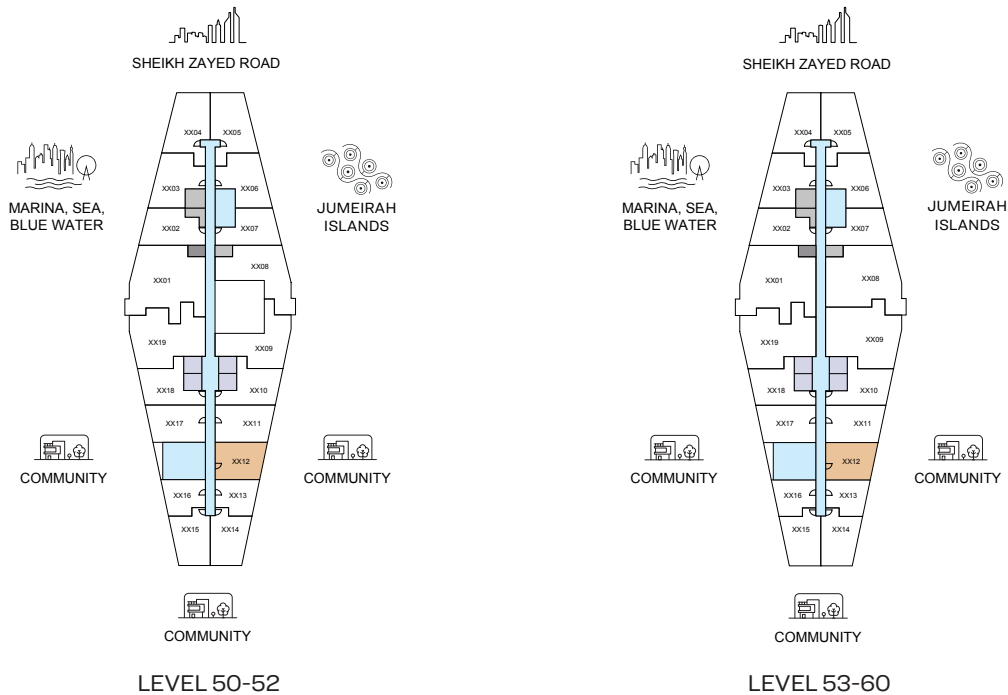 SHEIKH ZAYED ROAD
XX04 XX05
MARINA, SEA,
BLUE WATER
JUMEIRAH
ISLANDS
XX03 XX06
XX02 XX07
XX01 XX08
XX19 XX09
XX18 XX10
XX17 XX11
COMMUNITY
XX12
COMMUNITY
XX16 XX13
XX15 XX14
COMMUNITY
LEVEL 50-52
SHEIKH ZAYED ROAD
XX04 XX05
MARINA, SEA,
BLUE WATER
JUMEIRAH
ISLANDS
XX03 XX06
XX02 XX07
XX01 XX08
XX19 XX09
XX18 XX10
XX17 XX11
COMMUNITY
XX12
COMMUNITY
XX16 XX13
XX15 XX14
COMMUNITY
LEVEL 53-60